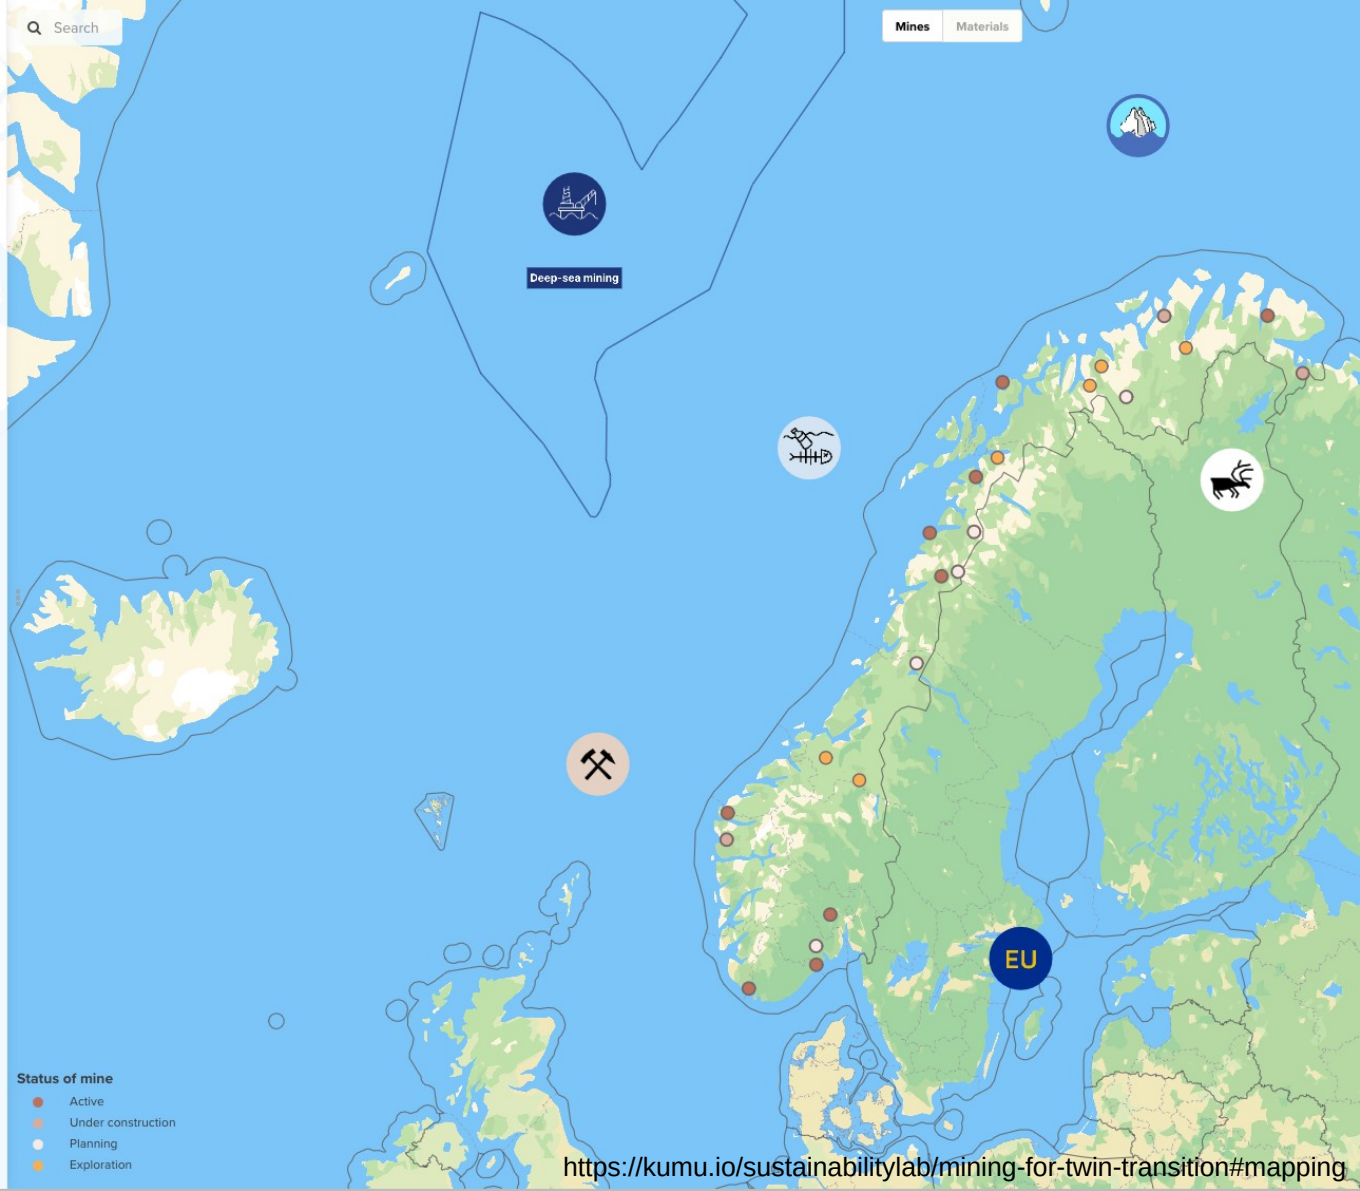 Search
Mines
Materials
Deep-sea mining
EU
Status of mine
Active
Under construction
Planning
Exploration
https://kumu.io/sustainabilitylab/mining-for-twin-transition#mapping